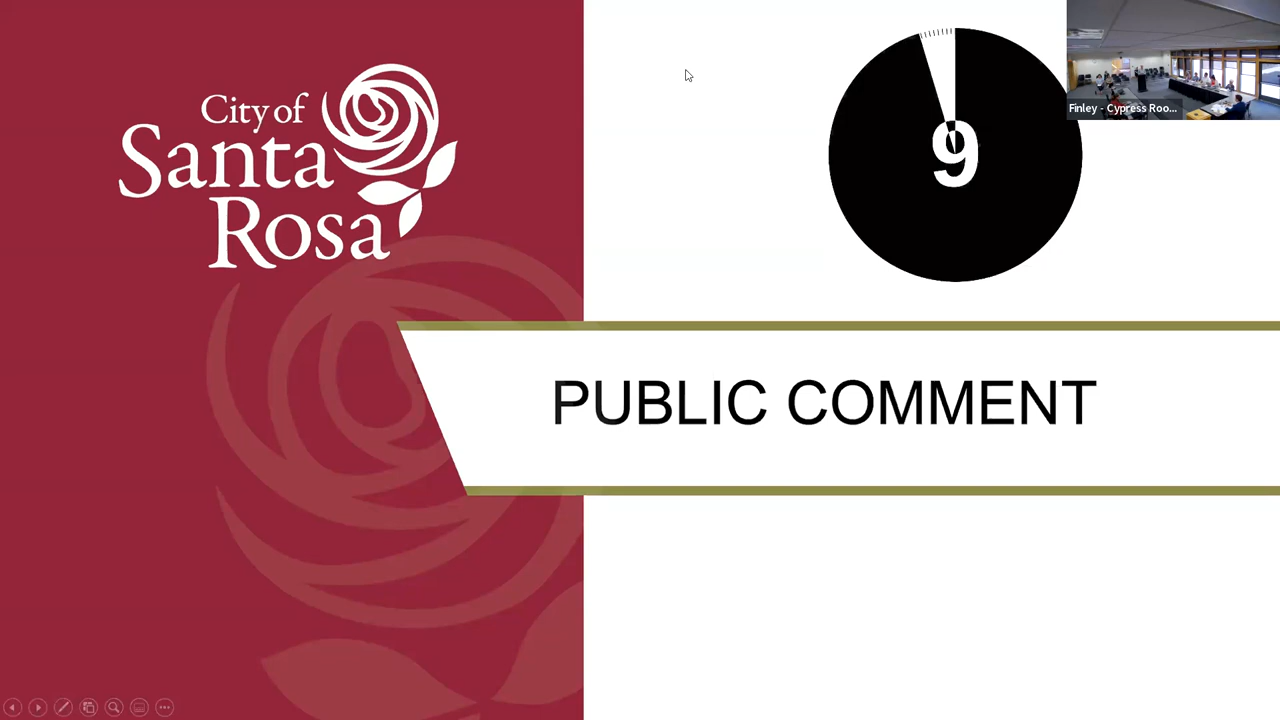 City of
Santa
Rosa
9
Finley - Cypress Roo...
PUBLIC COMMENT